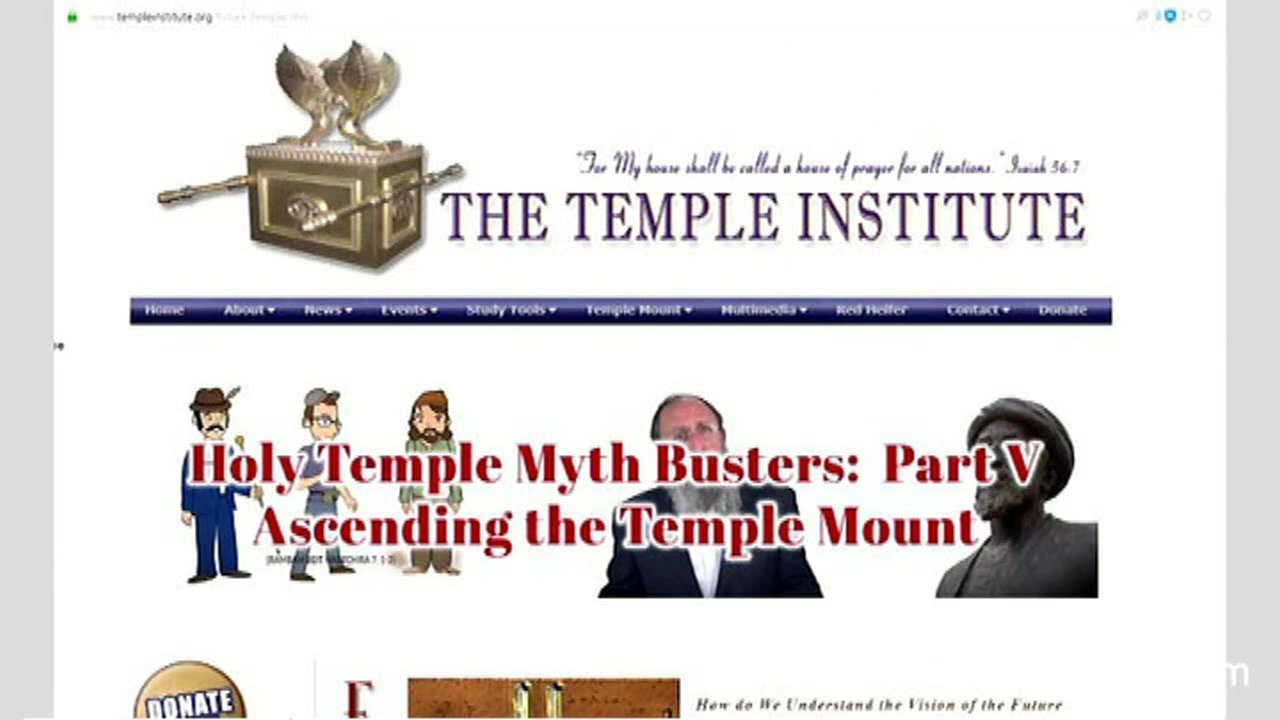 www.templeinstitute.org
"For My house shall be called a house of prayer for all nations." Isaiah 56:7
THE TEMPLE INSTITUTE
Home About News Events Study Tools Temple Mount Multimedia Red Heifer Contact Donate
Holy Temple Myth Busters: Part V
Ascending the Temple Mount
DONATE
How do We Understand the Vision of the Future